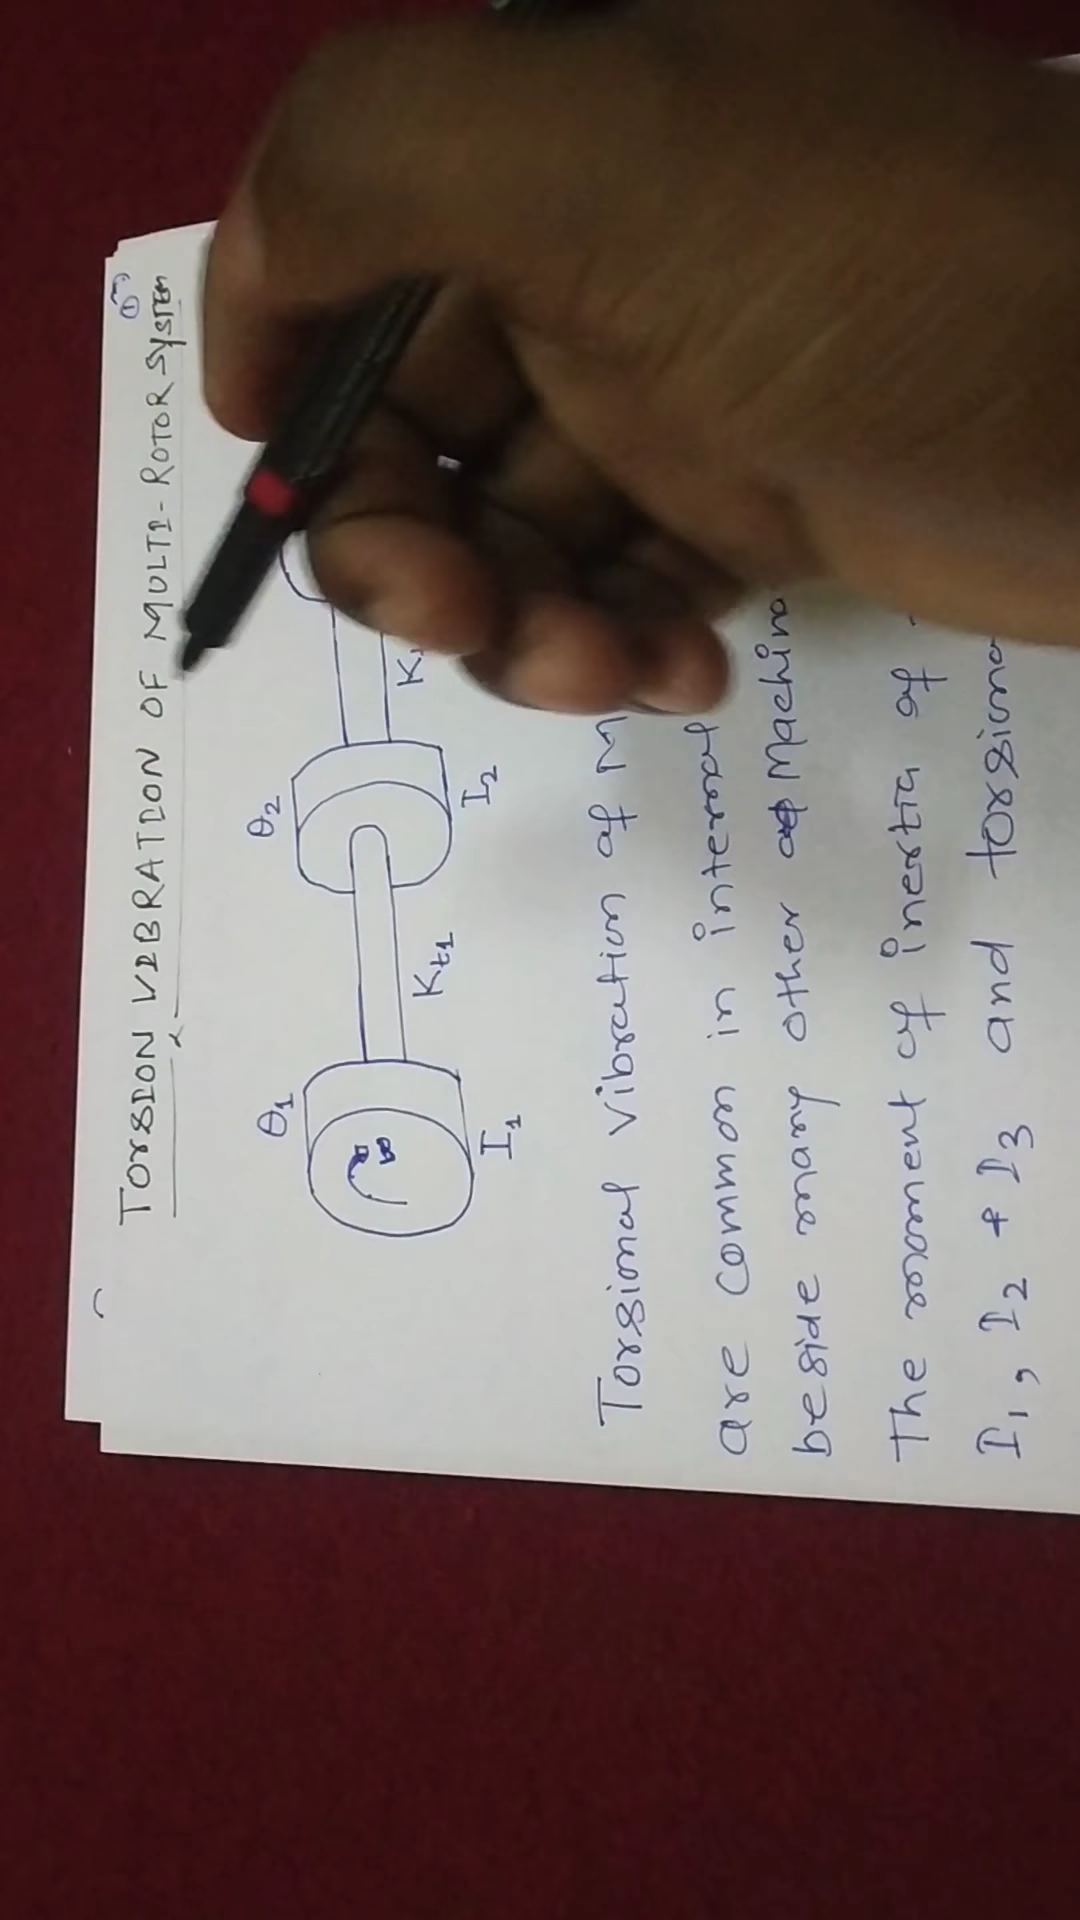 TORSION VIBRATION OF MULTI-ROTOR SYSTEM
θ1 θ2
Kt1
I1 I2
Torsional vibration of
are common in internal
beside many other of
The moment of inertia of
I1, I2 & I3 and torsiona